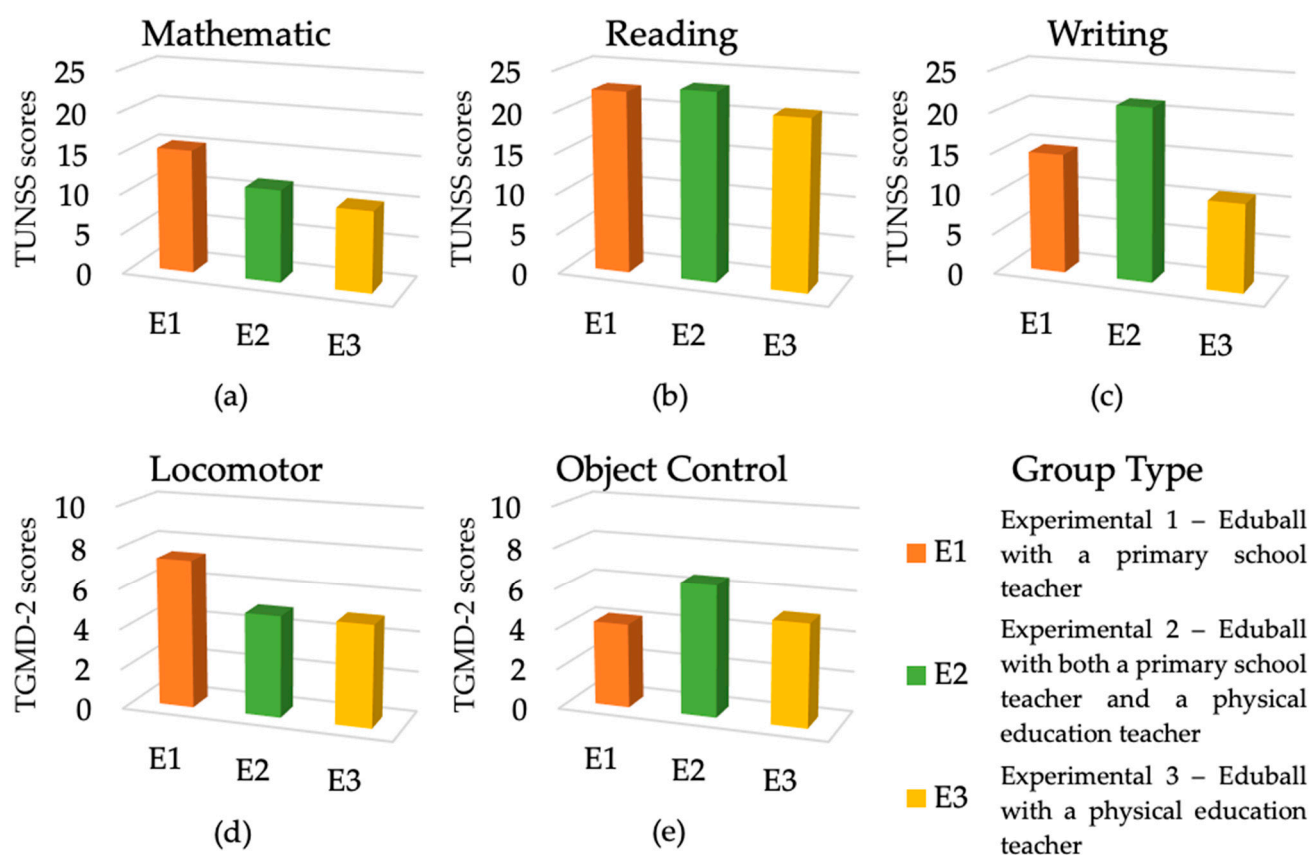 Mathematic
TUNSS scores
25
20
15
10
5
0
E1
E2
E3
(a)
Reading
TUNSS scores
25
20
15
10
5
0
E1
E2
E3
(b)
Writing
TUNSS scores
25
20
15
10
5
0
E1
E2
E3
(c)
Locomotor
TGMD-2 scores
10
8
6
4
2
0
E1
E2
E3
(d)
Object Control
TGMD-2 scores
10
8
6
4
2
0
E1
E2
E3
(e)
Group Type
E1
Experimental 1 – Eduball
with a primary school
teacher
E2
Experimental 2 – Eduball
with both a primary school
teacher and a physical
education teacher
E3
Experimental 3 – Eduball
with a physical education
teacher